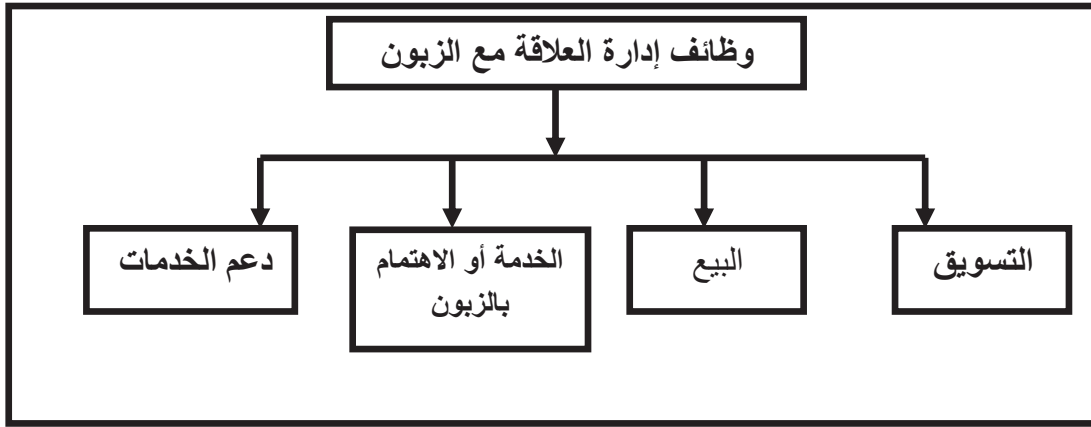 وظائف إدارة العلاقة مع الزبون
التسويق
البيع
الخدمة أو الاهتمام
بالزبون
دعم الخدمات